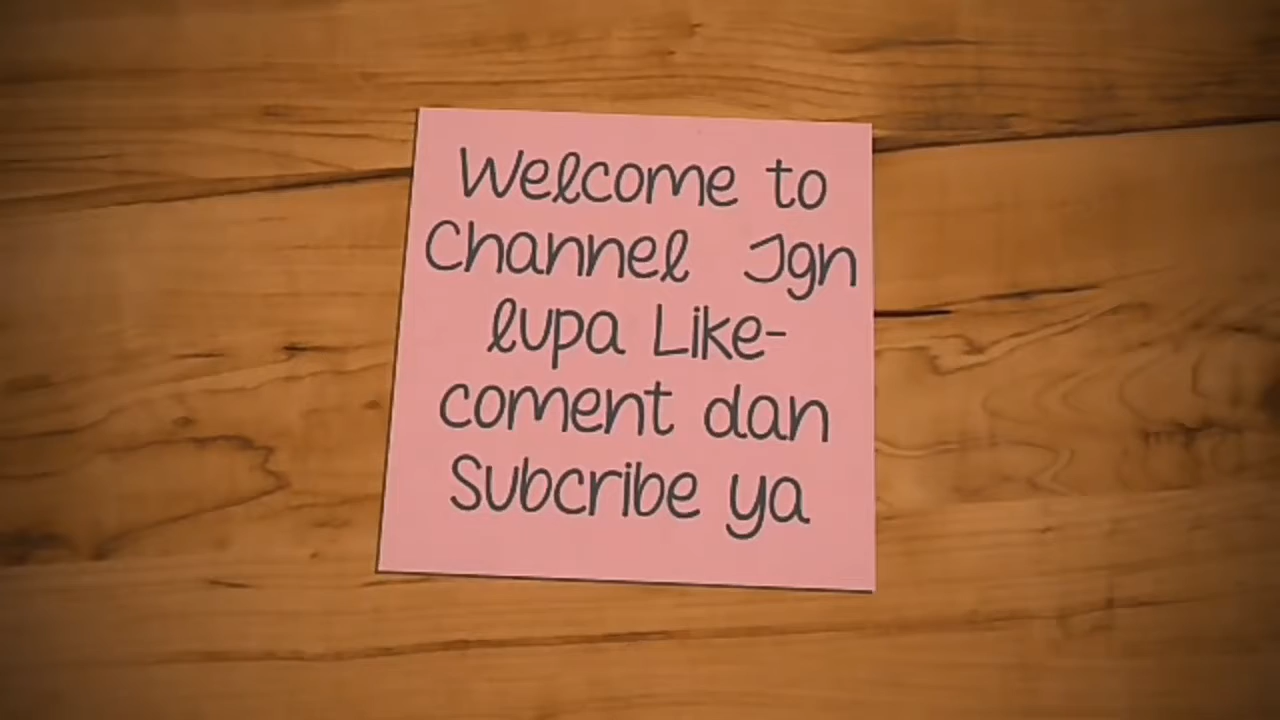 Welcome to
Channel Jgn
lupa Like-
coment dan
Subcribe ya